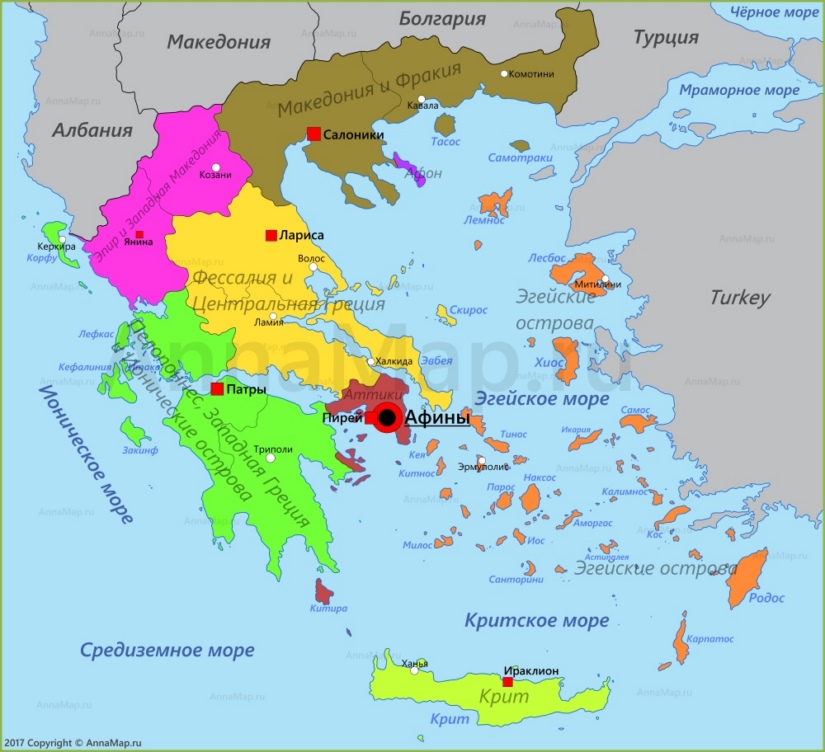 Болгария
Чёрное море
Македония
Турция
Комотини
Македония и Фракия
Мраморное море
Кавала
Албания
Салоники
Тасос
Самотраки
Афон
Козани
Эпир и Западная Македония
Лемнос
Янина
Лариса
Керкира
Корфу
Волос
Лесбос
Митилини
Фессалия и
Центральная Греция
Эгейские
острова
Turkey
Скирос
Ламия
Лефкас
Халкида
Эвбея
Хиос
Кефалиния
Итака
Пелопоннес, Западная Греция
и Ионические острова
Патры
Аттики
Эгейское море
Пирей
Афины
Самос
Ионическое море
Закинф
Триполи
Тинос
Икария
Кея
Эрмуполис
Китнос
Наксос
Парос
Калимнос
Аморгос
Кос
Милос
Иос
Астипалея
Санторини
Эгейские острова
Родос
Китира
Критское море
Карпатос
Средиземное море
Ханья
Ираклион
Крит
Крит
AnnaMap.ru
2017 Copyright © AnnaMap.ru